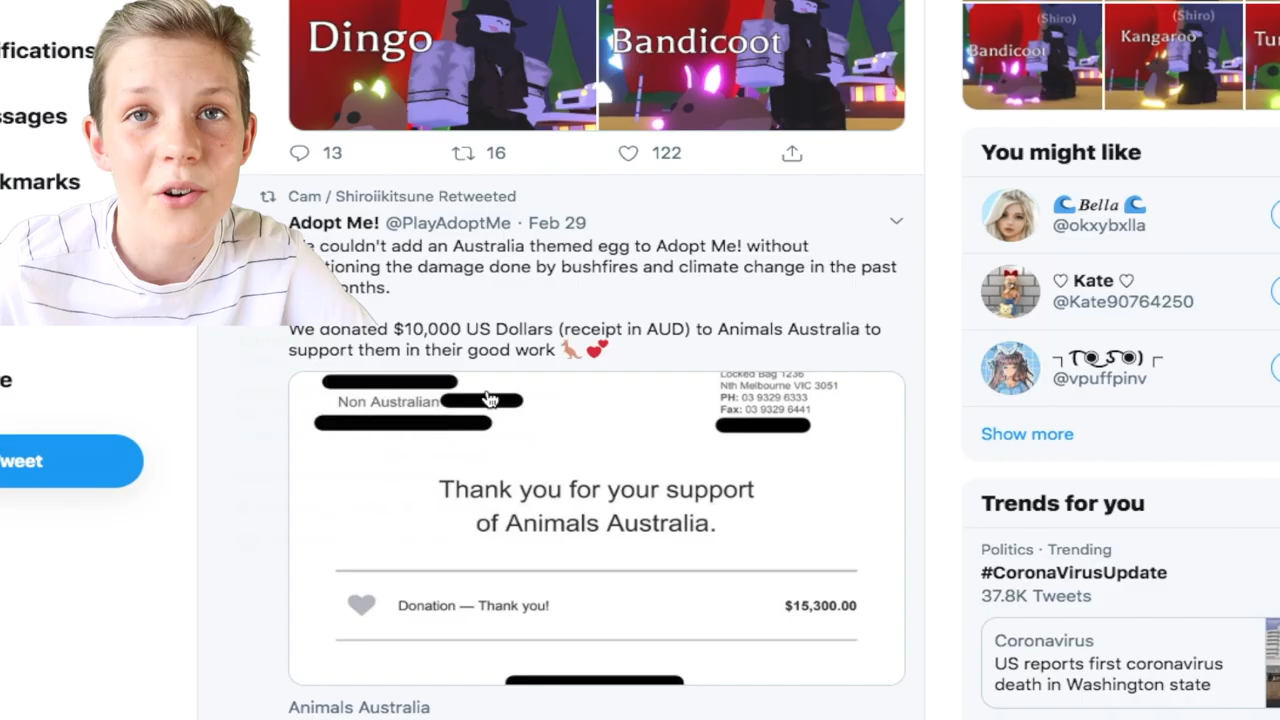 ifications
ssages
kmarks
e
weet
Dingo
Bandicoot
13
16
122
Cam / Shiroiikitsune Retweeted
Adopt Me! @PlayAdoptMe · Feb 29
couldn't add an Australia themed egg to Adopt Me! without
tioning the damage done by bushfires and climate change in the past
onths.
We donated $10,000 US Dollars (receipt in AUD) to Animals Australia to
support them in their good work
Non Australian
Locked Bag 1236
Nth Melbourne VIC 3051
PH: 03 9329 6333
Fax: 03 9329 6441
Thank you for your support
of Animals Australia.
Donation — Thank you!
$15,300.00
Animals Australia
(Shiro)
(Shiro)
Bandicoot
Kangaroo
Tu
You might like
Bella
@okxybxlla
♡ Kate ♡
@Kate90764250
@vpuffpinv
Show more
Trends for you
Politics · Trending
#CoronaVirusUpdate
37.8K Tweets
Coronavirus
US reports first coronavirus
death in Washington state